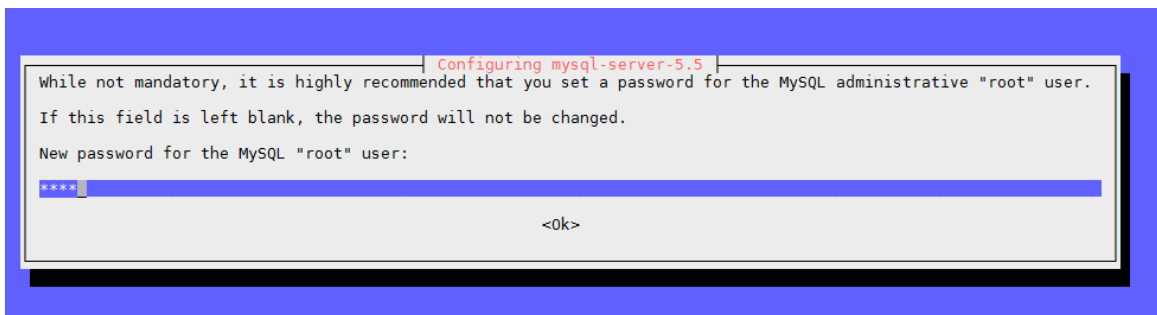 Configuring mysql-server-5.5
While not mandatory, it is highly recommended that you set a password for the MySQL administrative "root" user.
If this field is left blank, the password will not be changed.
New password for the MySQL "root" user:
****_
<Ok>